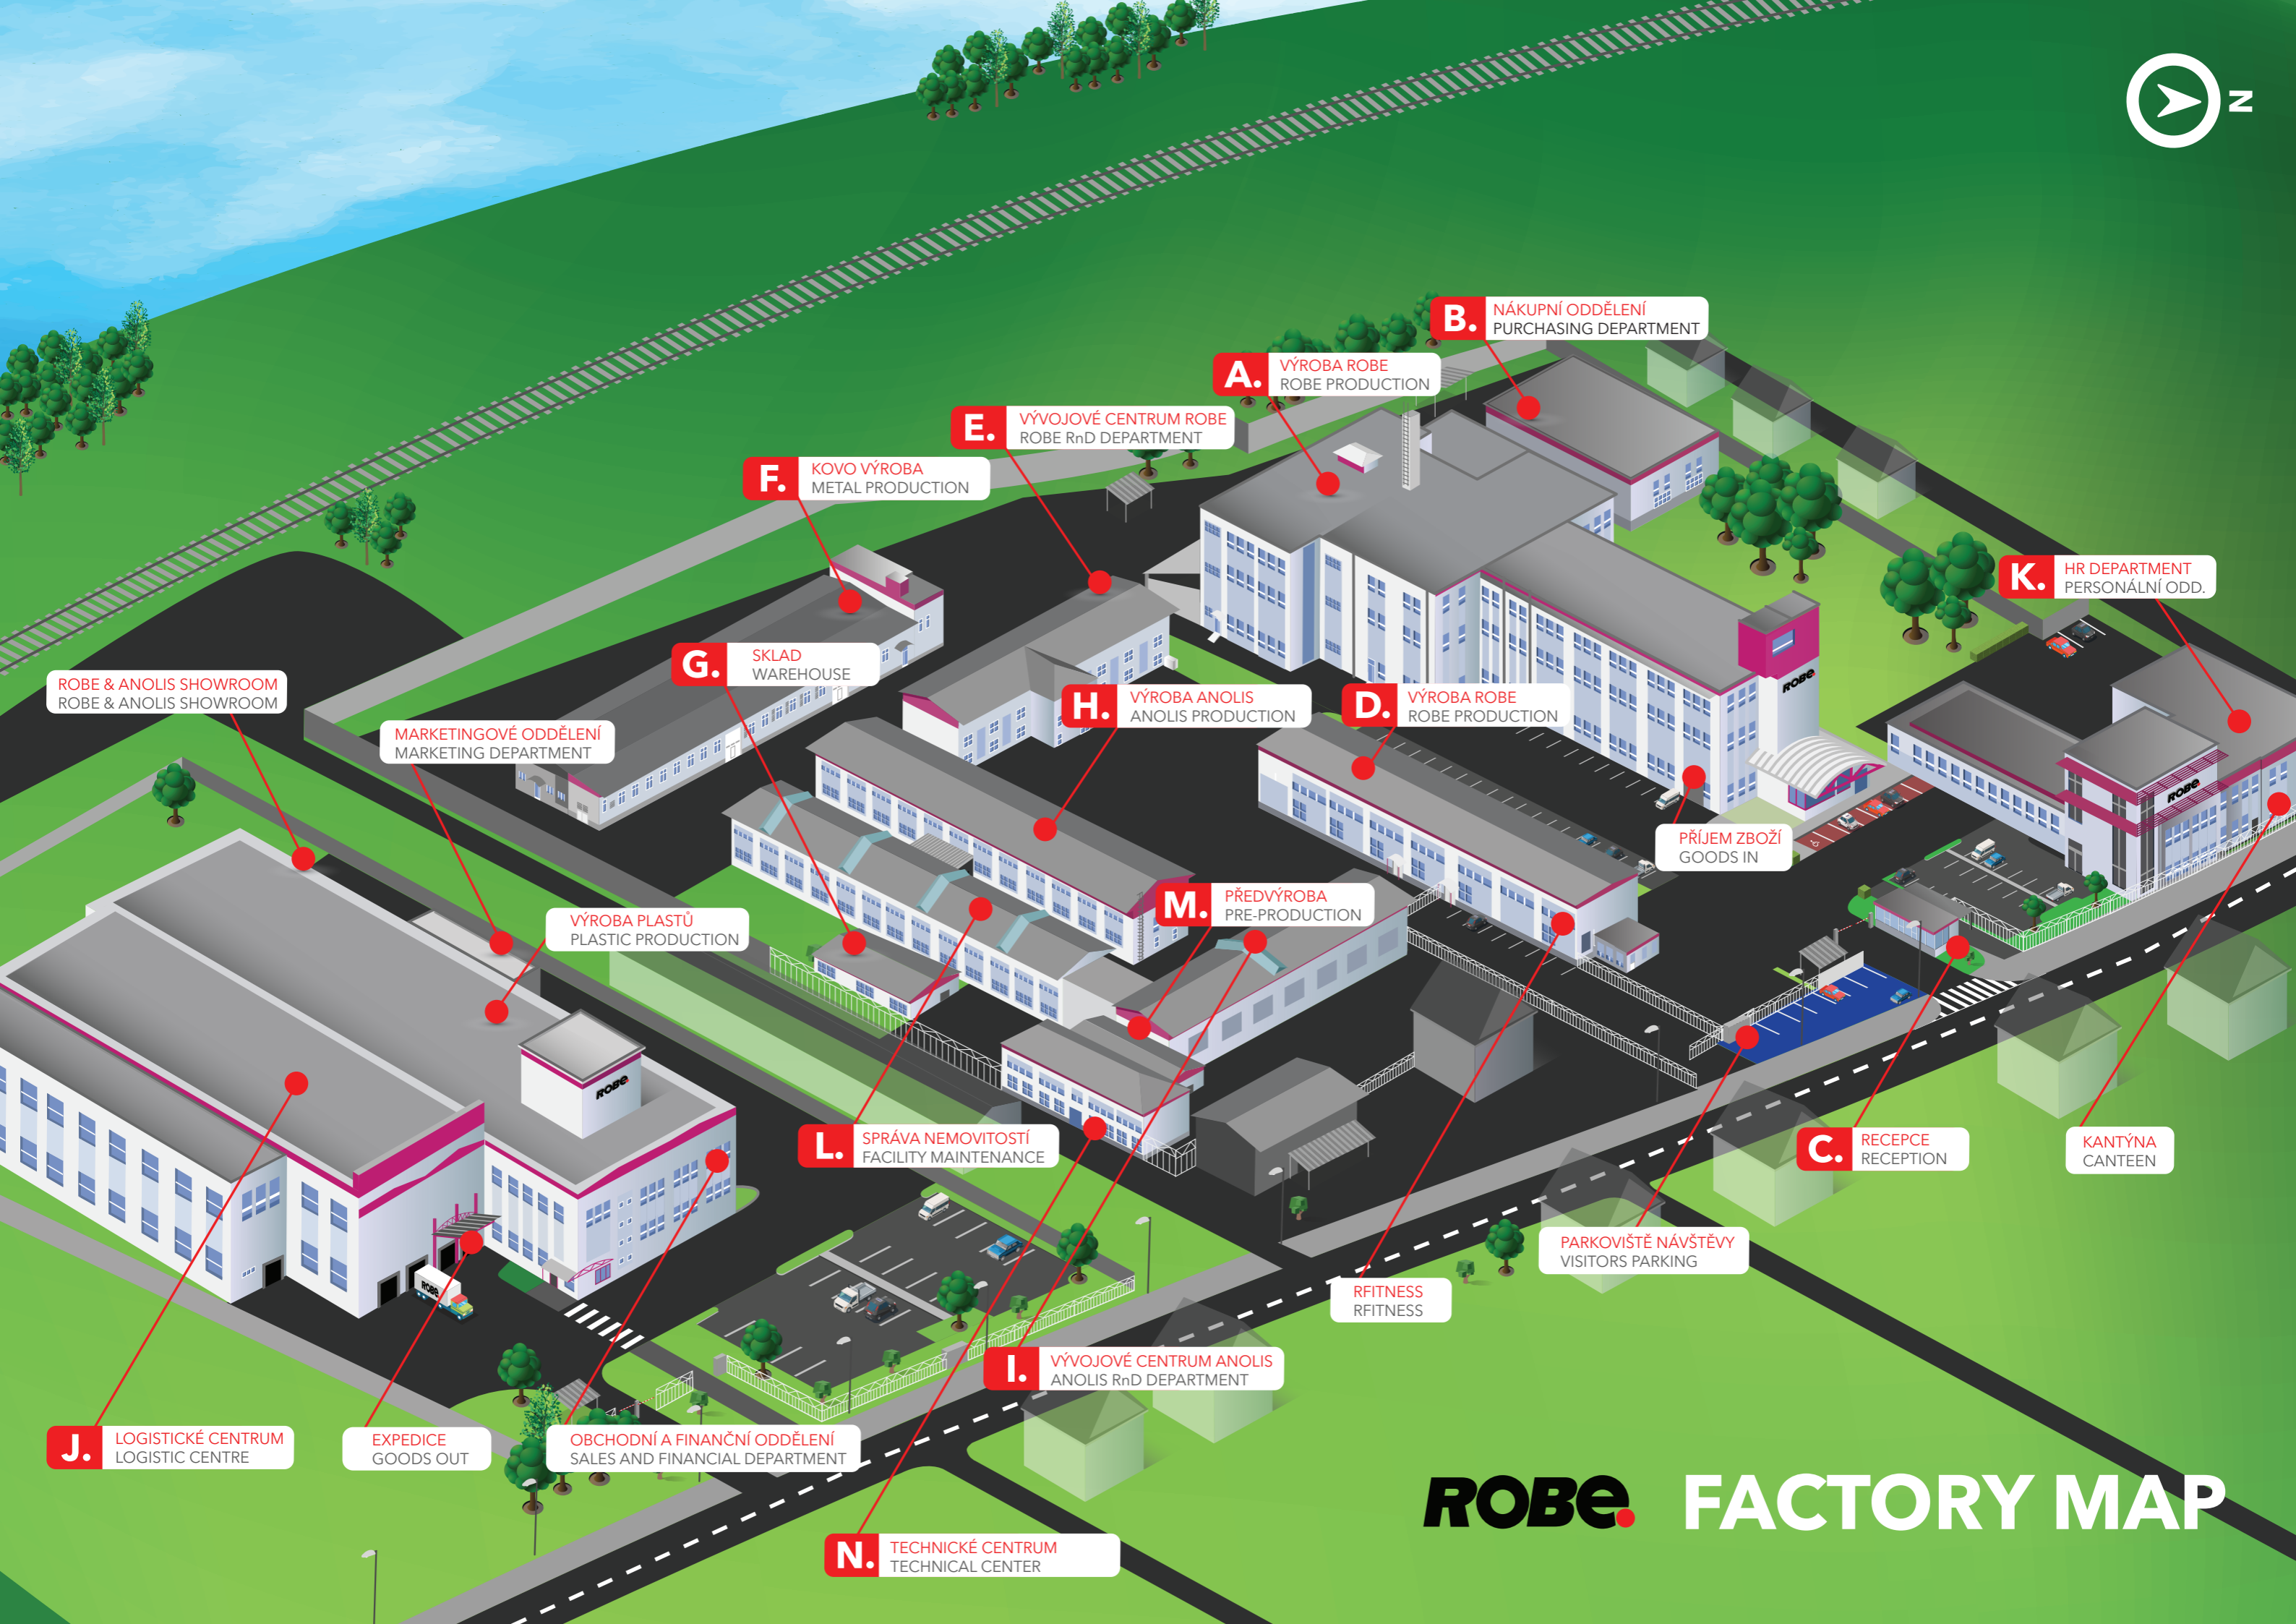 N
B.
NÁKUPNÍ ODDĚLENÍ
PURCHASING DEPARTMENT
A.
VÝROBA ROBE
ROBE PRODUCTION
E.
VÝVOJOVÉ CENTRUM ROBE
ROBE RnD DEPARTMENT
F.
KOVO VÝROBA
METAL PRODUCTION
K.
HR DEPARTMENT
PERSONÁLNÍ ODD.
G.
SKLAD
WAREHOUSE
ROBE & ANOLIS SHOWROOM
ROBE & ANOLIS SHOWROOM
H.
VÝROBA ANOLIS
ANOLIS PRODUCTION
D.
VÝROBA ROBE
ROBE PRODUCTION
ROBE
MARKETINGOVÉ ODDĚLENÍ
MARKETING DEPARTMENT
ROBE
PŘÍJEM ZBOŽÍ
GOODS IN
M.
PŘEDVÝROBA
PRE-PRODUCTION
VÝROBA PLASTŮ
PLASTIC PRODUCTION
ROBE
L.
SPRÁVA NEMOVITOSTÍ
FACILITY MAINTENANCE
C.
RECEPCE
RECEPTION
KANTÝNA
CANTEEN
PARKOVIŠTĚ NÁVŠTĚVY
VISITORS PARKING
ROBE
RFITNESS
RFITNESS
I.
VÝVOJOVÉ CENTRUM ANOLIS
ANOLIS RnD DEPARTMENT
J.
LOGISTICKÉ CENTRUM
LOGISTIC CENTRE
EXPEDICE
GOODS OUT
OBCHODNÍ A FINANČNÍ ODDĚLENÍ
SALES AND FINANCIAL DEPARTMENT
ROBe. FACTORY MAP
N.
TECHNICKÉ CENTRUM
TECHNICAL CENTER